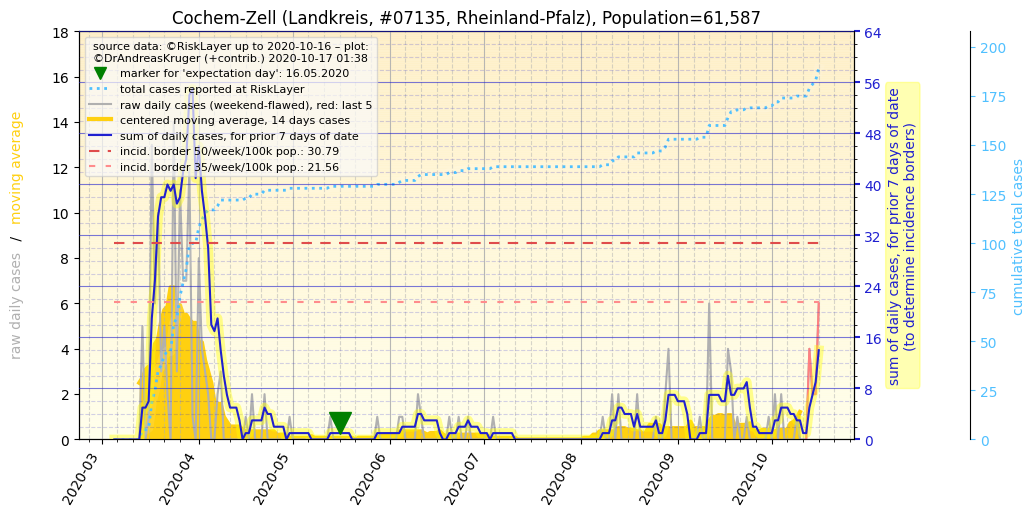 Cochem-Zell (Landkreis, #07135, Rheinland-Pfalz), Population=61,587
source data: ©RiskLayer up to 2020-10-16 – plot:
©DrAndreasKruger (+contrib.) 2020-10-17 01:38
marker for 'expectation day': 16.05.2020
total cases reported at RiskLayer
raw daily cases (weekend-flawed), red: last 5
centered moving average, 14 days cases
sum of daily cases, for prior 7 days of date
incid. border 50/week/100k pop.: 30.79
incid. border 35/week/100k pop.: 21.56
raw daily cases / moving average
18
16
14
12
10
8
6
4
2
0
2020-03
2020-04
2020-05
2020-06
2020-07
2020-08
2020-09
2020-10
64
56
48
40
32
24
16
8
0
sum of daily cases, for prior 7 days of date
(to determine incidence borders)
200
175
150
125
100
75
50
25
0
cumulative total cases